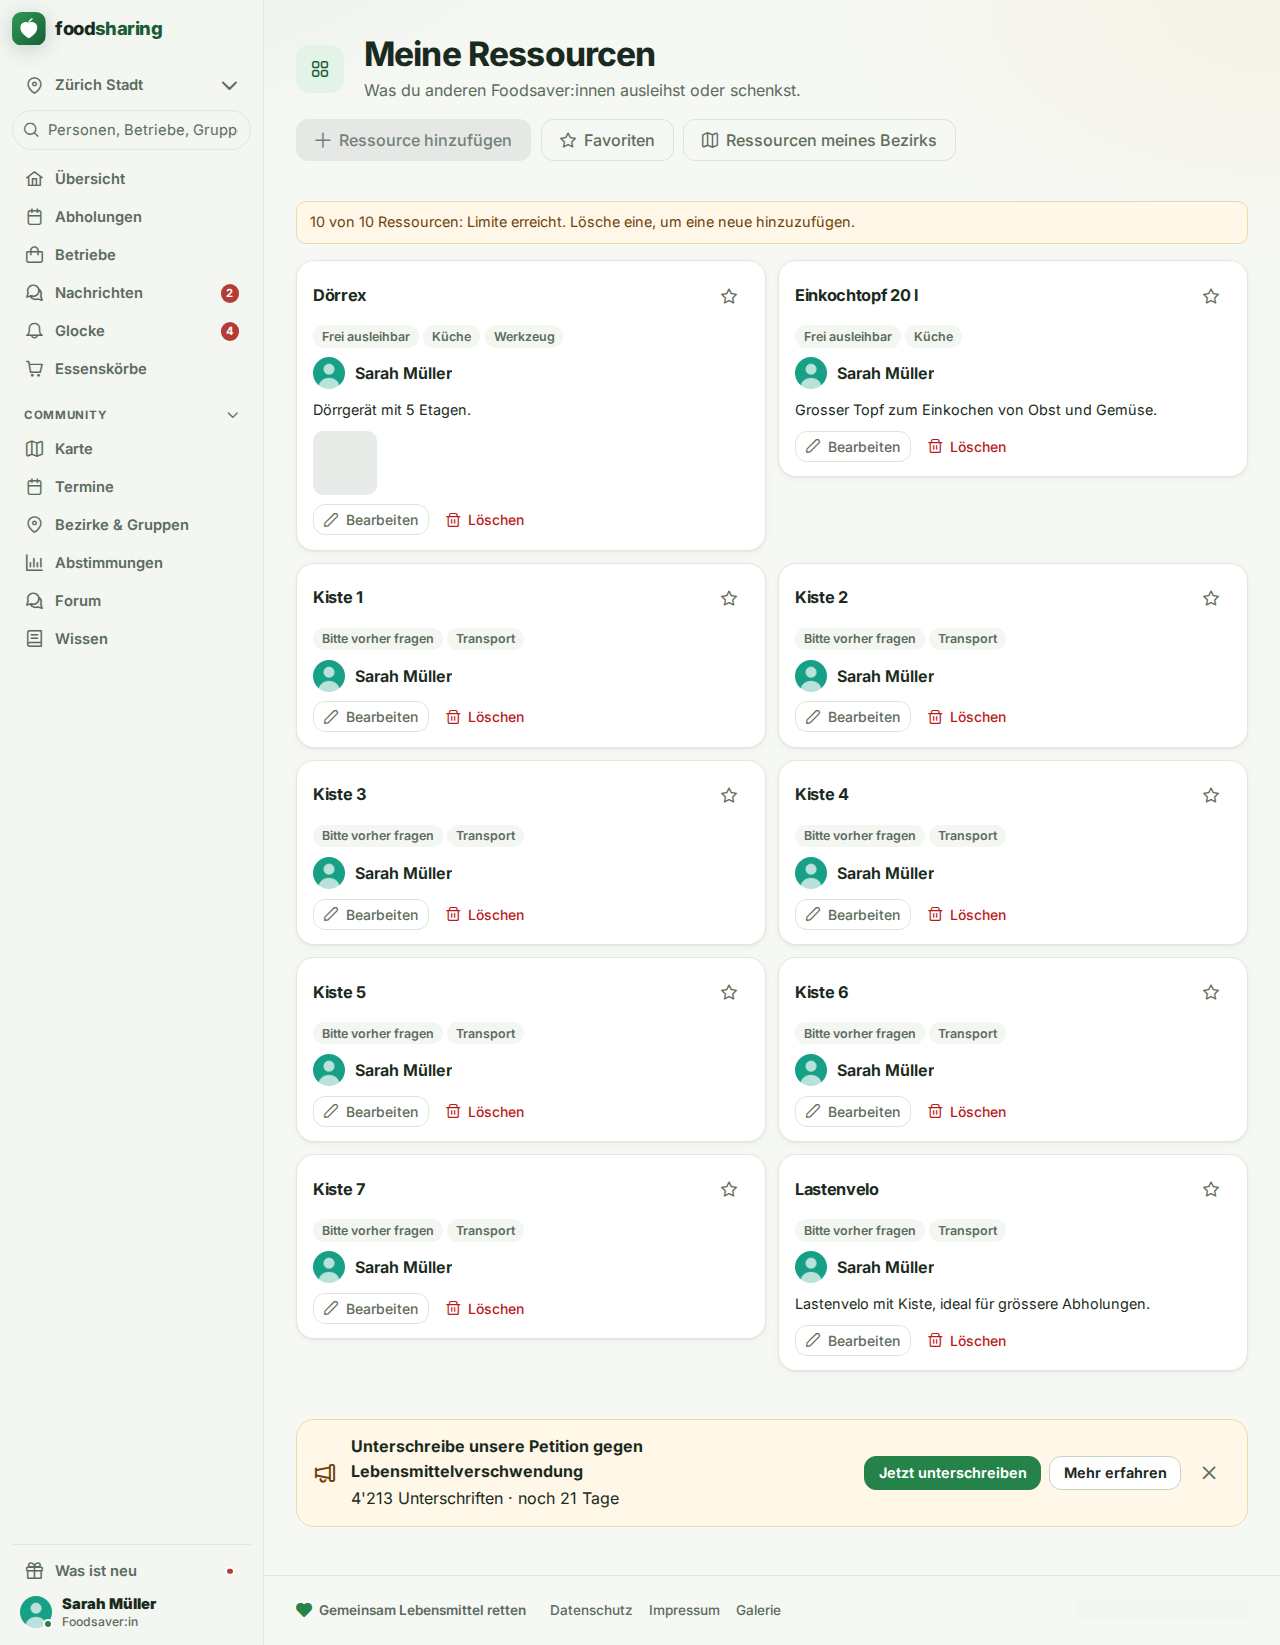 foodsharing
Zürich Stadt
Personen, Betriebe, Grupp
Übersicht
Abholungen
Betriebe
Nachrichten 2
Glocke 4
Essenskörbe
COMMUNITY
Karte
Termine
Bezirke & Gruppen
Abstimmungen
Forum
Wissen
Was ist neu
Sarah Müller
Foodsaver:in
Meine Ressourcen
Was du anderen Foodsaver:innen ausleihst oder schenkst.
Ressource hinzufügen Favoriten Ressourcen meines Bezirks
10 von 10 Ressourcen: Limite erreicht. Lösche eine, um eine neue hinzuzufügen.
Dörrex
Frei ausleihbar Küche Werkzeug
Sarah Müller
Dörrgerät mit 5 Etagen.
Bearbeiten Löschen
Einkochtopf 20 l
Frei ausleihbar Küche
Sarah Müller
Grosser Topf zum Einkochen von Obst und Gemüse.
Bearbeiten Löschen
Kiste 1
Bitte vorher fragen Transport
Sarah Müller
Bearbeiten Löschen
Kiste 2
Bitte vorher fragen Transport
Sarah Müller
Bearbeiten Löschen
Kiste 3
Bitte vorher fragen Transport
Sarah Müller
Bearbeiten Löschen
Kiste 4
Bitte vorher fragen Transport
Sarah Müller
Bearbeiten Löschen
Kiste 5
Bitte vorher fragen Transport
Sarah Müller
Bearbeiten Löschen
Kiste 6
Bitte vorher fragen Transport
Sarah Müller
Bearbeiten Löschen
Kiste 7
Bitte vorher fragen Transport
Sarah Müller
Bearbeiten Löschen
Lastenvelo
Bitte vorher fragen Transport
Sarah Müller
Lastenvelo mit Kiste, ideal für grössere Abholungen.
Bearbeiten Löschen
Unterschreibe unsere Petition gegen
Lebensmittelverschwendung
4'213 Unterschriften · noch 21 Tage
Jetzt unterschreiben Mehr erfahren
Gemeinsam Lebensmittel retten Datenschutz Impressum Galerie